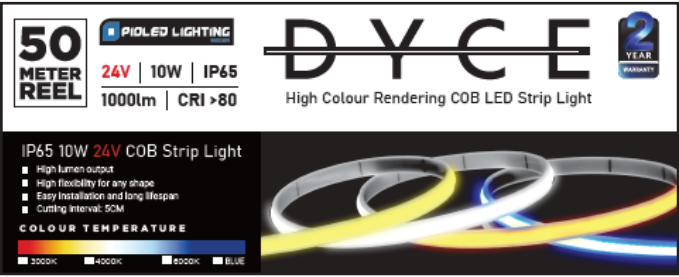 50
METER
REEL
PIOLED LIGHTING
24V | 10W | IP65
1000lm | CRI >80
DYCE
High Colour Rendering COB LED Strip Light
2
YEAR
WARRANTY
IP65 10W 24V COB Strip Light
High lumen output
High flexibility for any shape
Easy installation and long lifespan
Cutting interval: 5CM
COLOUR TEMPERATURE
3000K 4000K 6000K BLUE